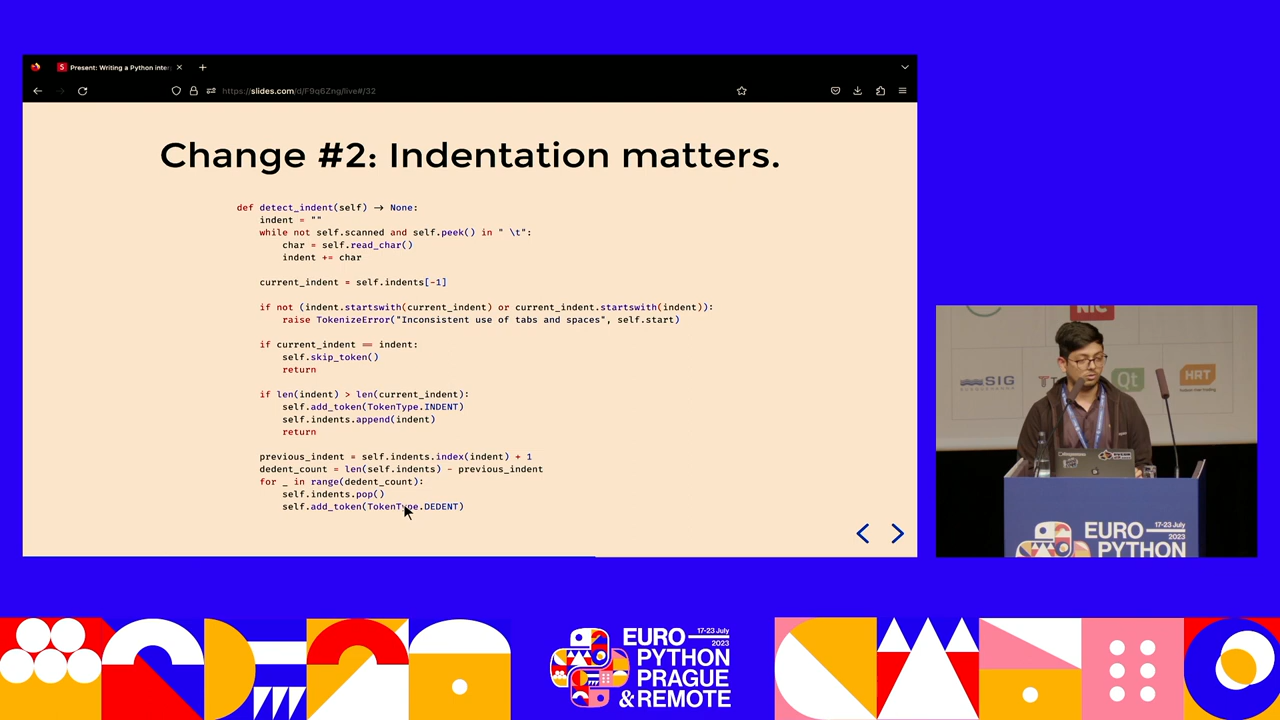 Present: Writing a Python inter
https://slides.com/d/F9q6Zng/live#/32
Change #2: Indentation matters.
def detect_indent(self) → None:
    indent = ""
    while not self.scanned and self.peek() in " \t":
        char = self.read_char()
        indent += char
    current_indent = self.indents[-1]
    if not (indent.startswith(current_indent) or current_indent.startswith(indent)):
        raise TokenizeError("Inconsistent use of tabs and spaces", self.start)
    if current_indent == indent:
        self.skip_token()
        return
    if len(indent) > len(current_indent):
        self.add_token(TokenType.INDENT)
        self.indents.append(indent)
        return
    previous_indent = self.indents.index(indent) + 1
    dedent_count = len(self.indents) - previous_indent
    for _ in range(dedent_count):
        self.indents.pop()
        self.add_token(TokenType.DEDENT)
NIC
SIG
Qt
HRT
EURO
17-23 July
2023
PYTHON
EURO
17-23 July
2023
PYTHON
PRAGUE
& REMOTE